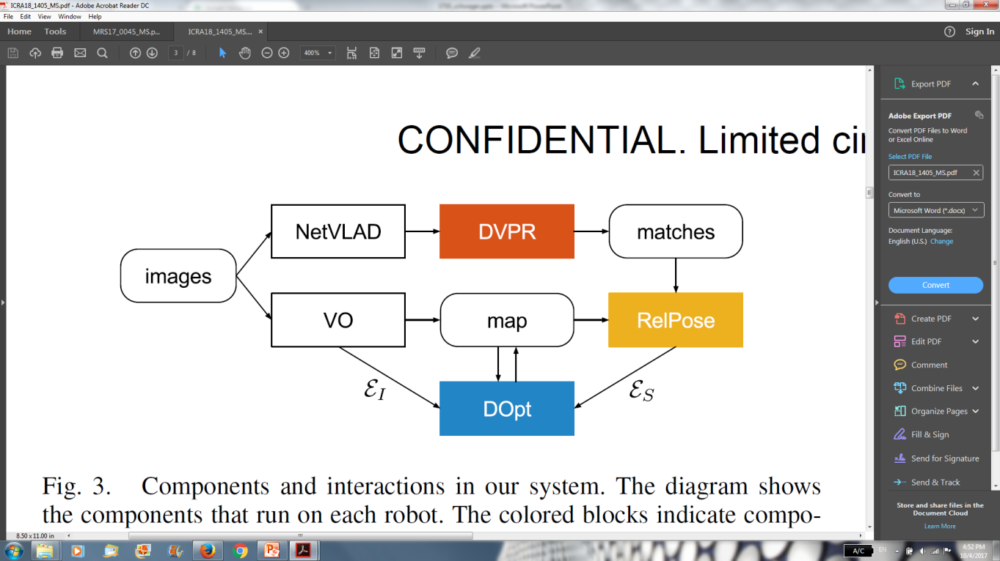 ICRA18_1405_MS.pdf - Adobe Acrobat Reader DC
File Edit View Window Help
Home Tools MRS17_0045_MS.p... ICRA18_1405_MS.... × ? Sign In
3 / 8 400%
Export PDF
Adobe Export PDF
Convert PDF Files to Word
or Excel Online
Select PDF File
ICRA18_1405_MS.pdf
Convert to
Microsoft Word (*.docx)
Document Language:
English (U.S.) Change
Convert
Create PDF
Edit PDF
Comment
Combine Files
Organize Pages
Fill & Sign
Send for Signature
Send & Track
Store and share files in the
Document Cloud
Learn More
CONFIDENTIAL. Limited ci
NetVLAD DVPR matches
images
VO map RelPose
ℰI ℰS
DOpt
Fig. 3. Components and interactions in our system. The diagram shows
the components that run on each robot. The colored blocks indicate compo-
8.50 x 11.00 in
A/C EN 4:52 PM
10/4/2017